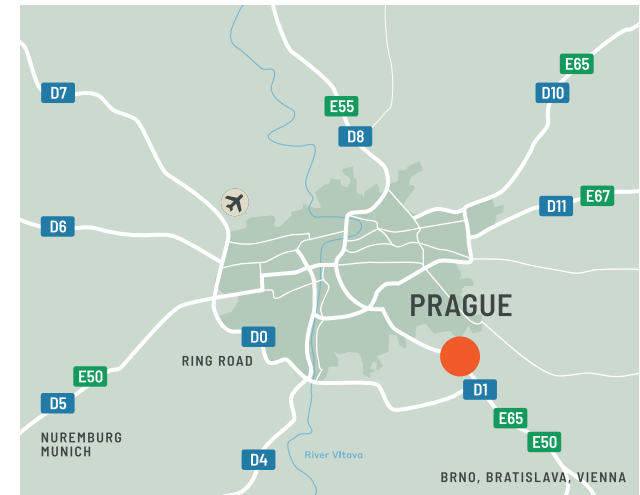 E65
D7
D10
E55
D8
E67
D11
D6
PRAGUE
D0
RING ROAD
E50
D1
D5
E65
NUREMBURG
MUNICH
E50
River Vltava
D4
BRNO, BRATISLAVA, VIENNA